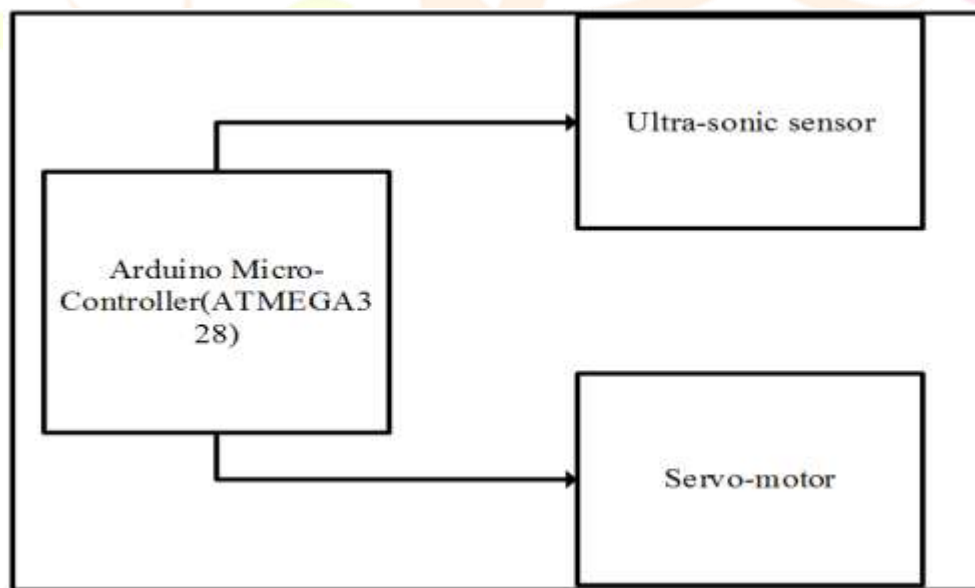 Ultra-sonic sensor
Arduino Micro-
Controller(ATMEGA3
28)
Servo-motor